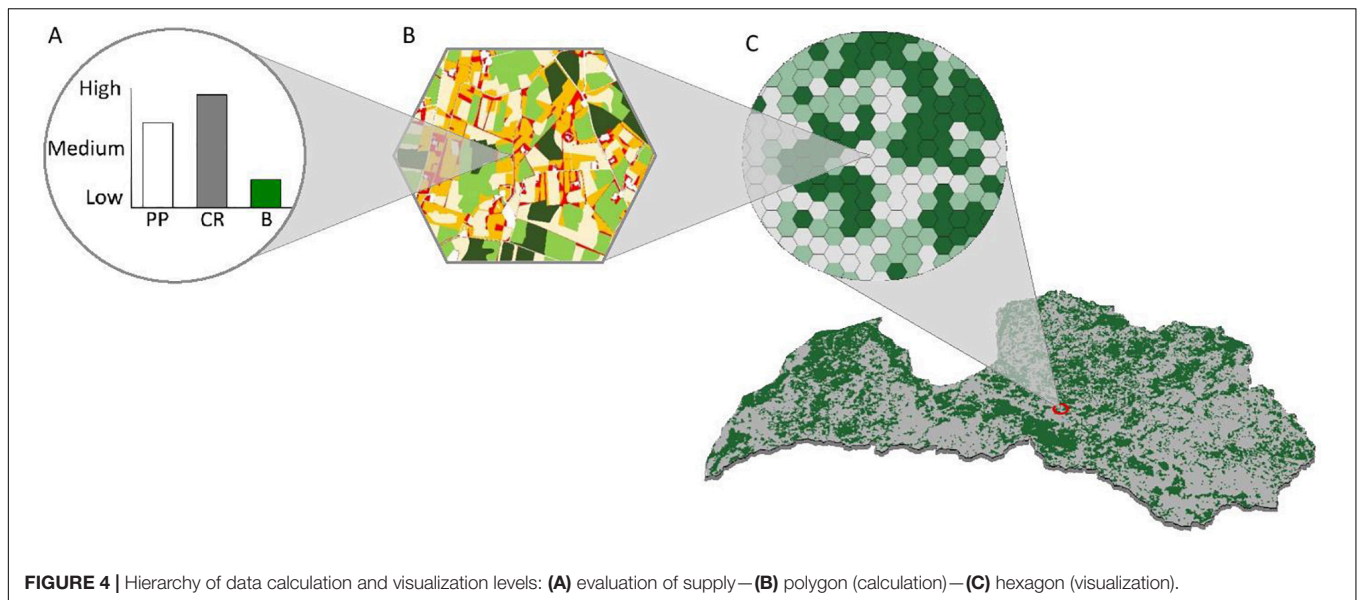 A
B
C
High
Medium
Low
PP CR B
FIGURE 4 | Hierarchy of data calculation and visualization levels: (A) evaluation of supply—(B) polygon (calculation)—(C) hexagon (visualization).